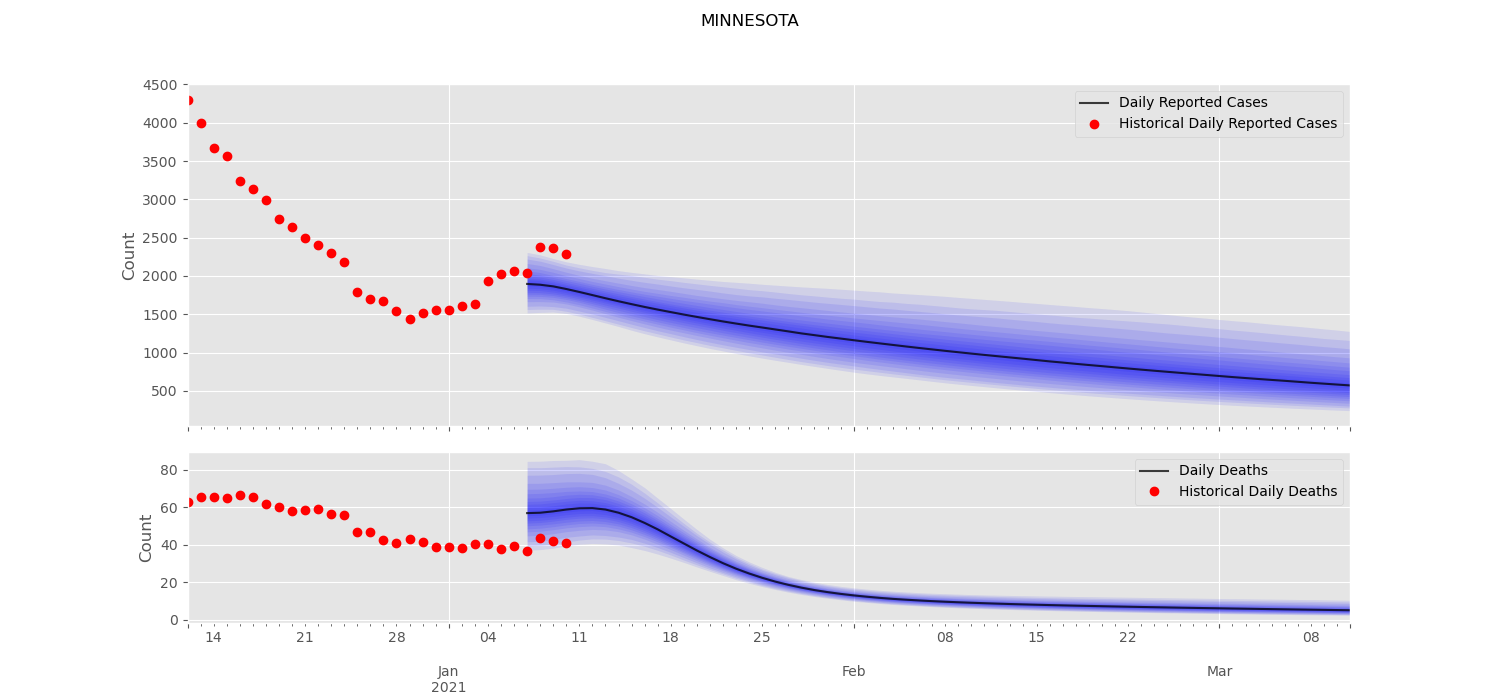 MINNESOTA
4500
4000
3500
3000
2500
2000
1500
1000
500
Count
Daily Reported Cases
Historical Daily Reported Cases
80
60
40
20
0
Count
Daily Deaths
Historical Daily Deaths
14 21 28 04 11 18 25 08 15 22 08
Jan Feb Mar
2021